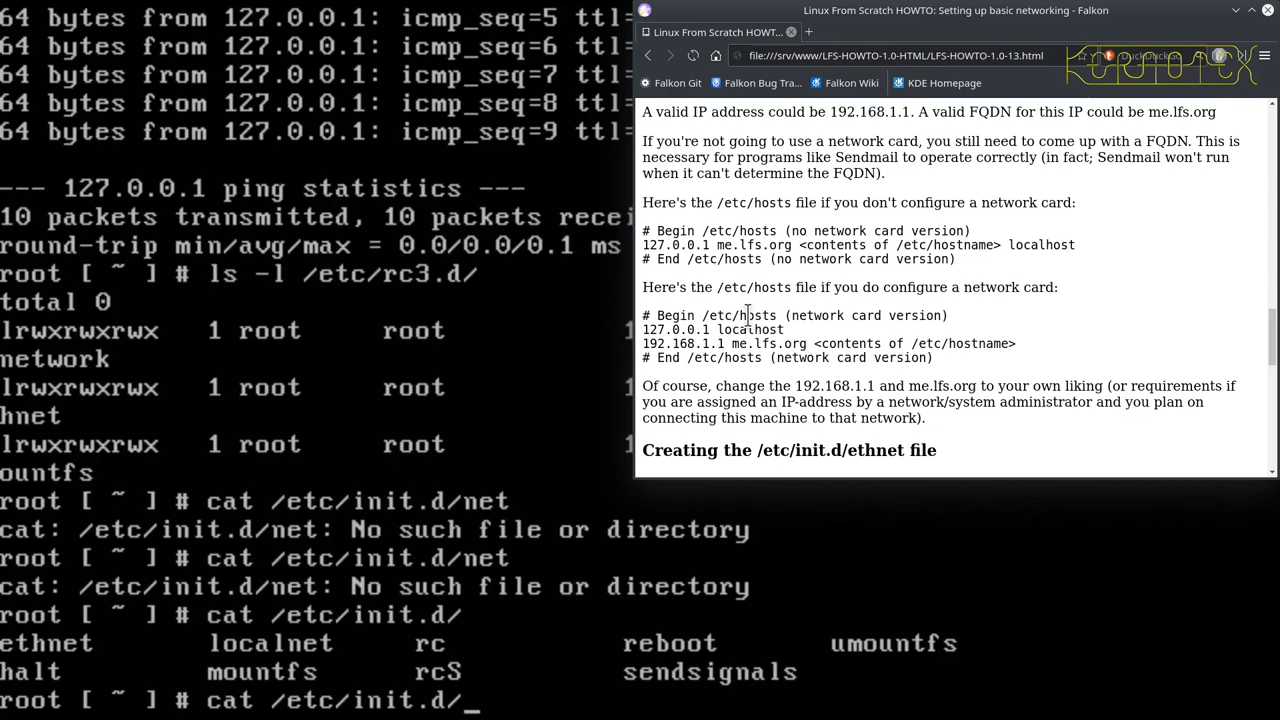 64 bytes from 127.0.0.1: icmp_seq=5 ttl=
64 bytes from 127.0.0.1: icmp_seq=6 ttl=
64 bytes from 127.0.0.1: icmp_seq=7 ttl=
64 bytes from 127.0.0.1: icmp_seq=8 ttl=
64 bytes from 127.0.0.1: icmp_seq=9 ttl=
--- 127.0.0.1 ping statistics ---
10 packets transmitted, 10 packets recei
round-trip min/avg/max = 0.0/0.0/0.1 ms
root [ ~ ] # ls -l /etc/rc3.d/
total 0
lrwxrwxrwx 1 root root
network
lrwxrwxrwx 1 root root
hnet
lrwxrwxrwx 1 root root
ountfs
root [ ~ ] # cat /etc/init.d/net
cat: /etc/init.d/net: No such file or directory
root [ ~ ] # cat /etc/init.d/net
cat: /etc/init.d/net: No such file or directory
root [ ~ ] # cat /etc/init.d/
ethnet localnet rc reboot umountfs
halt mountfs rcS sendsignals
root [ ~ ] # cat /etc/init.d/_
Linux From Scratch HOWTO: Setting up basic networking - Falkon
Linux From Scratch HOWT...
file:///srv/www/LFS-HOWTO-1.0-HTML/LFS-HOWTO-1.0-13.html
DuckDuckGo
Falkon Git Falkon Bug Tra... Falkon Wiki KDE Homepage
A valid IP address could be 192.168.1.1. A valid FQDN for this IP could be me.lfs.org
If you're not going to use a network card, you still need to come up with a FQDN. This is
necessary for programs like Sendmail to operate correctly (in fact; Sendmail won't run
when it can't determine the FQDN).
Here's the /etc/hosts file if you don't configure a network card:
# Begin /etc/hosts (no network card version)
127.0.0.1 me.lfs.org <contents of /etc/hostname> localhost
# End /etc/hosts (no network card version)
Here's the /etc/hosts file if you do configure a network card:
# Begin /etc/hosts (network card version)
127.0.0.1 localhost
192.168.1.1 me.lfs.org <contents of /etc/hostname>
# End /etc/hosts (network card version)
Of course, change the 192.168.1.1 and me.lfs.org to your own liking (or requirements if
you are assigned an IP-address by a network/system administrator and you plan on
connecting this machine to that network).
Creating the /etc/init.d/ethnet file